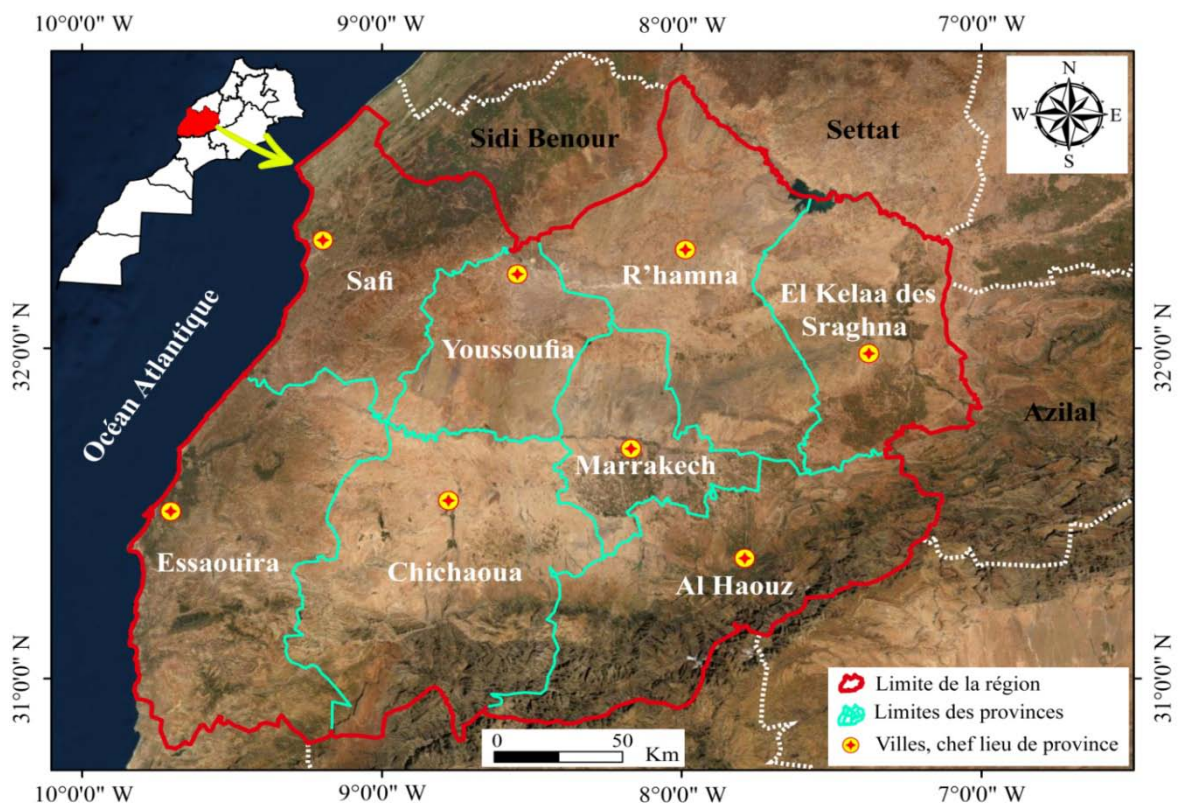 10°0'0" W
9°0'0" W
8°0'0" W
7°0'0" W
N
W
E
S
Sidi Benour
Settat
Safi
R'hamna
El Kelaa des
Sraghna
Youssoufia
Océan Atlantique
32°0'0" N
32°0'0" N
Azilal
Marrakech
Essaouira
Chichaoua
Al Haouz
31°0'0" N
31°0'0" N
Limite de la région
Limites des provinces
Villes, chef lieu de province
0
50
Km
10°0'0" W
9°0'0" W
8°0'0" W
7°0'0" W